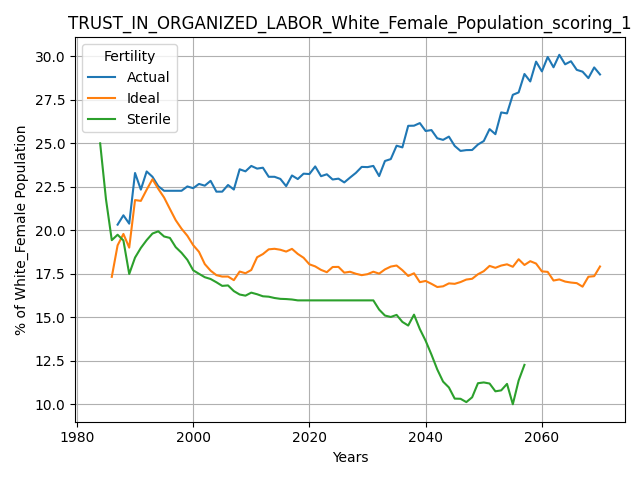 TRUST_IN_ORGANIZED_LABOR_White_Female_Population_scoring_1
Fertility
Actual
Ideal
Sterile
% of White_Female Population
30.0
27.5
25.0
22.5
20.0
17.5
15.0
12.5
10.0
1980
2000
2020
2040
2060
Years